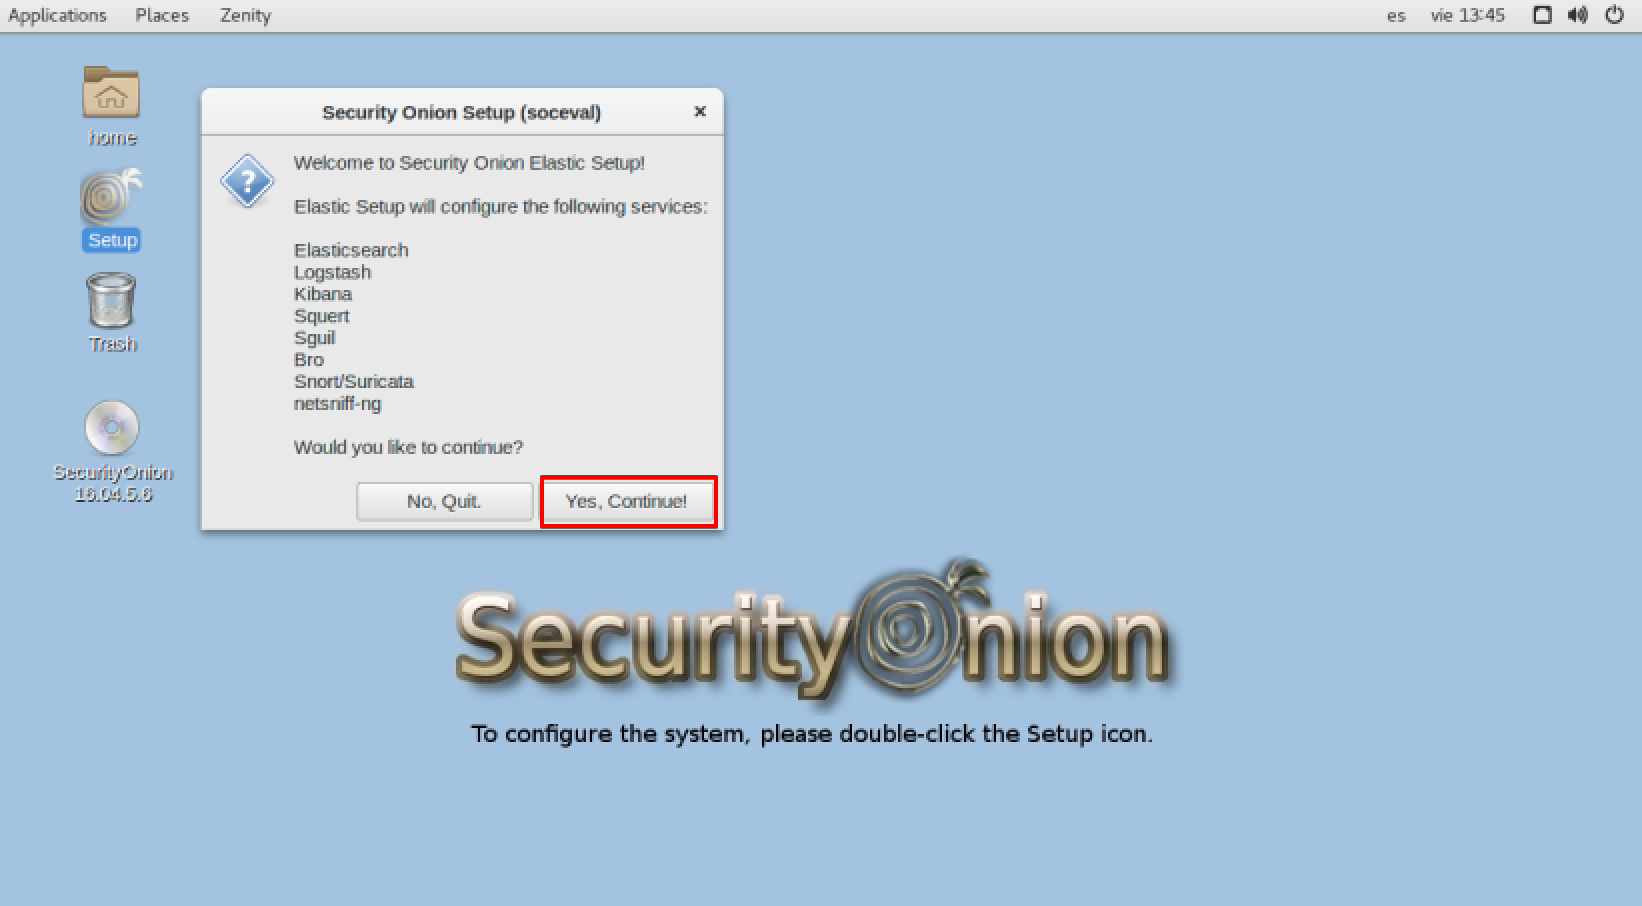 Applications Places Zenity es vie 13:45
home
Setup
Trash
SecurityOnion
16.04.5.6
Security Onion Setup (soceval)
Welcome to Security Onion Elastic Setup!
Elastic Setup will configure the following services:
Elasticsearch
Logstash
Kibana
Squert
Sguil
Bro
Snort/Suricata
netsniff-ng
Would you like to continue?
No, Quit. Yes, Continue!
SecurityOnion
To configure the system, please double-click the Setup icon.